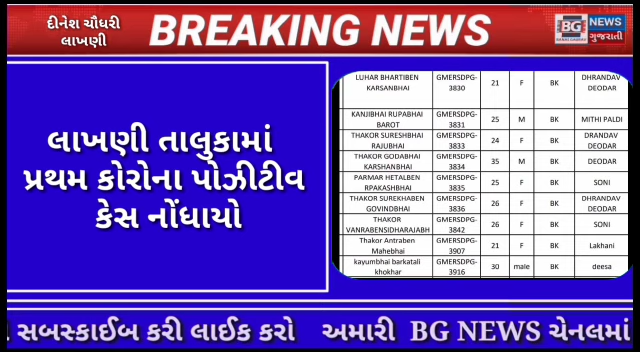 દીનેશ ચૌધરી
લાખણી
BREAKING NEWS
BG NEWS
ગુજરાતી
લાખણી તાલુકામાં
પ્રથમ કોરોના પોઝીટીવ
કેસ નોંધાયો
LUHAR BHARTIBEN KARSANBHAI GMERSDPG-3830 21 F BK DHRANDAV DEODAR
KANJIBHAI RUPABHAI BAROT GMERSDPG-3831 25 M BK MITHI PALDI
THAKOR SURESHBHAI RAJUBHAI GMERSDPG-3833 24 F BK DRANDAV DEODAR
THAKOR GODABHAI KARSHANBHAI GMERSDPG-3834 35 M BK DEODAR
PARMAR HETALBEN RPAKASHBHAI GMERSDPG-3835 25 F BK SONI
THAKOR SUREKHABEN GOVINDBHAI GMERSDPG-3836 26 F BK DHRANDAV DEODAR
THAKOR VANRABENSIDHARAJABH GMERSDPG-3842 26 F BK SONI
Thakor Antraben Mahebhai GMERSDPG-3907 21 F BK Lakhani
kayumbhai barkatali khokhar GMERSDPG-3916 30 male BK deesa
સબસ્કાઈબ કરી લાઈક કરો અમારી BG NEWS ચેનલમાં